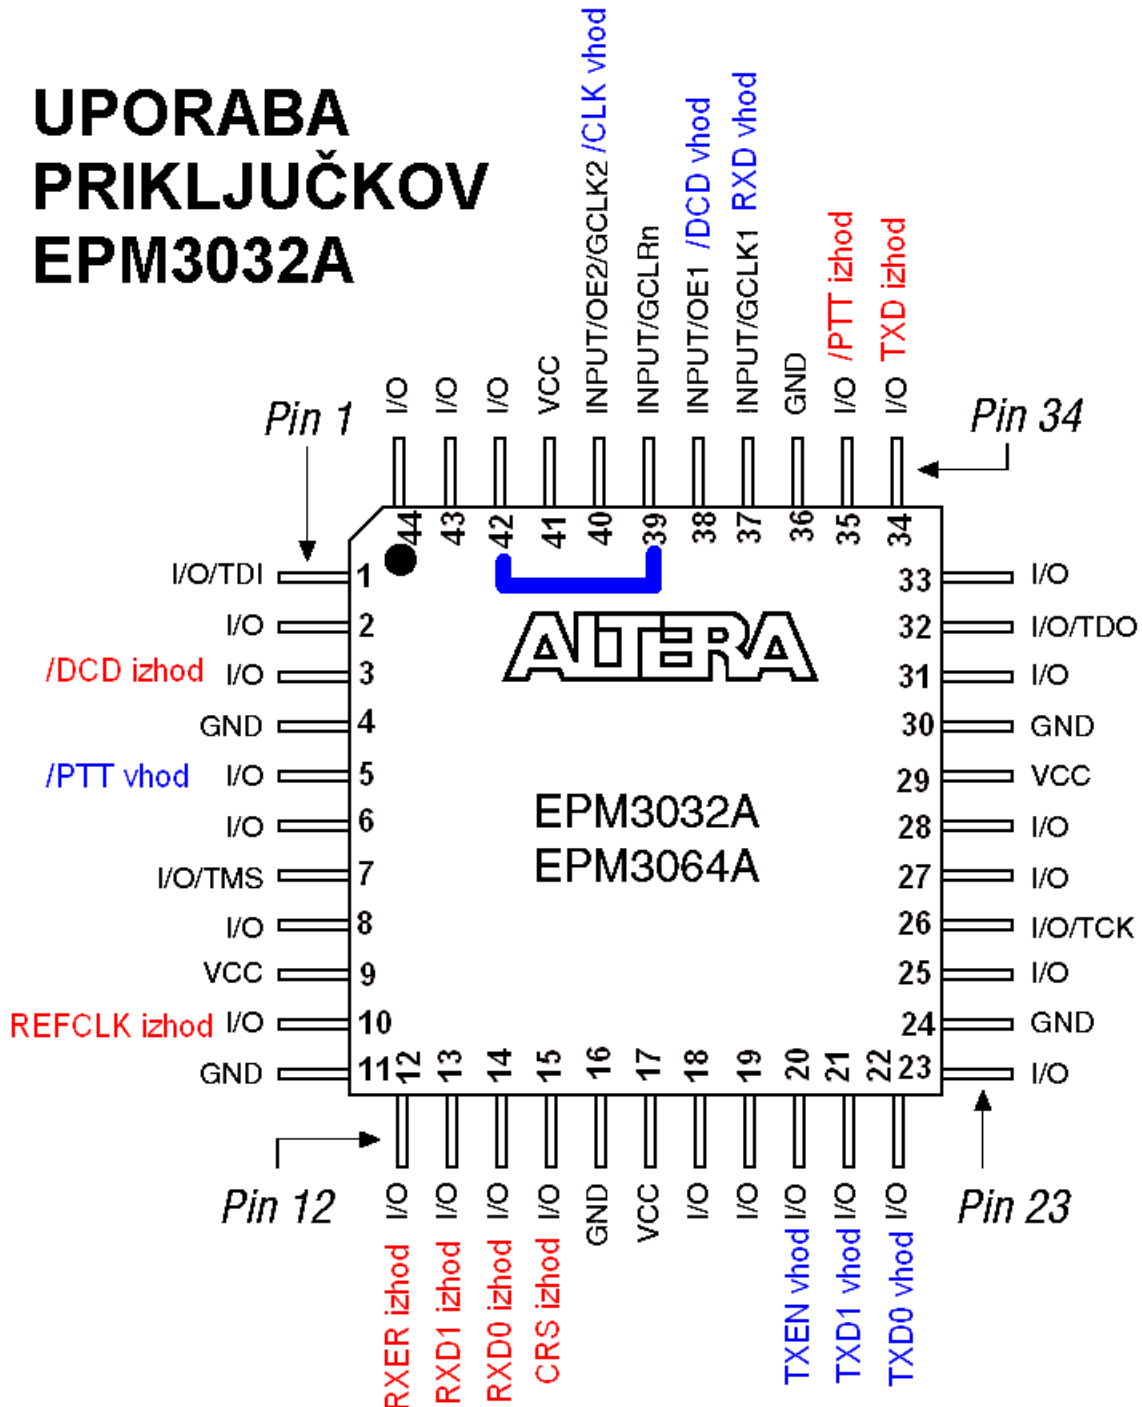 UPORABA
PRIKLJUČKOV
EPM3032A
I/O
I/O
I/O
VCC
INPUT/OE2/GCLK2 /CLK vhod
INPUT/GCLRn
INPUT/OE1 /DCD vhod
INPUT/GCLK1 RXD vhod
GND
I/O /PTT izhod
I/O TXD izhod
Pin 1
Pin 34
44
43
42
41
40
39
38
37
36
35
34
I/O/TDI 1
I/O 2
/DCD izhod I/O 3
GND 4
/PTT vhod I/O 5
I/O 6
I/O/TMS 7
I/O 8
VCC 9
REFCLK izhod I/O 10
GND 11
ALTERA
EPM3032A
EPM3064A
33 I/O
32 I/O/TDO
31 I/O
30 GND
29 VCC
28 I/O
27 I/O
26 I/O/TCK
25 I/O
24 GND
23 I/O
12
13
14
15
16
17
18
19
20
21
22
Pin 12
Pin 23
RXER izhod I/O
RXD1 izhod I/O
RXD0 izhod I/O
CRS izhod I/O
GND
VCC
I/O
I/O
TXEN vhod I/O
TXD1 vhod I/O
TXD0 vhod I/O